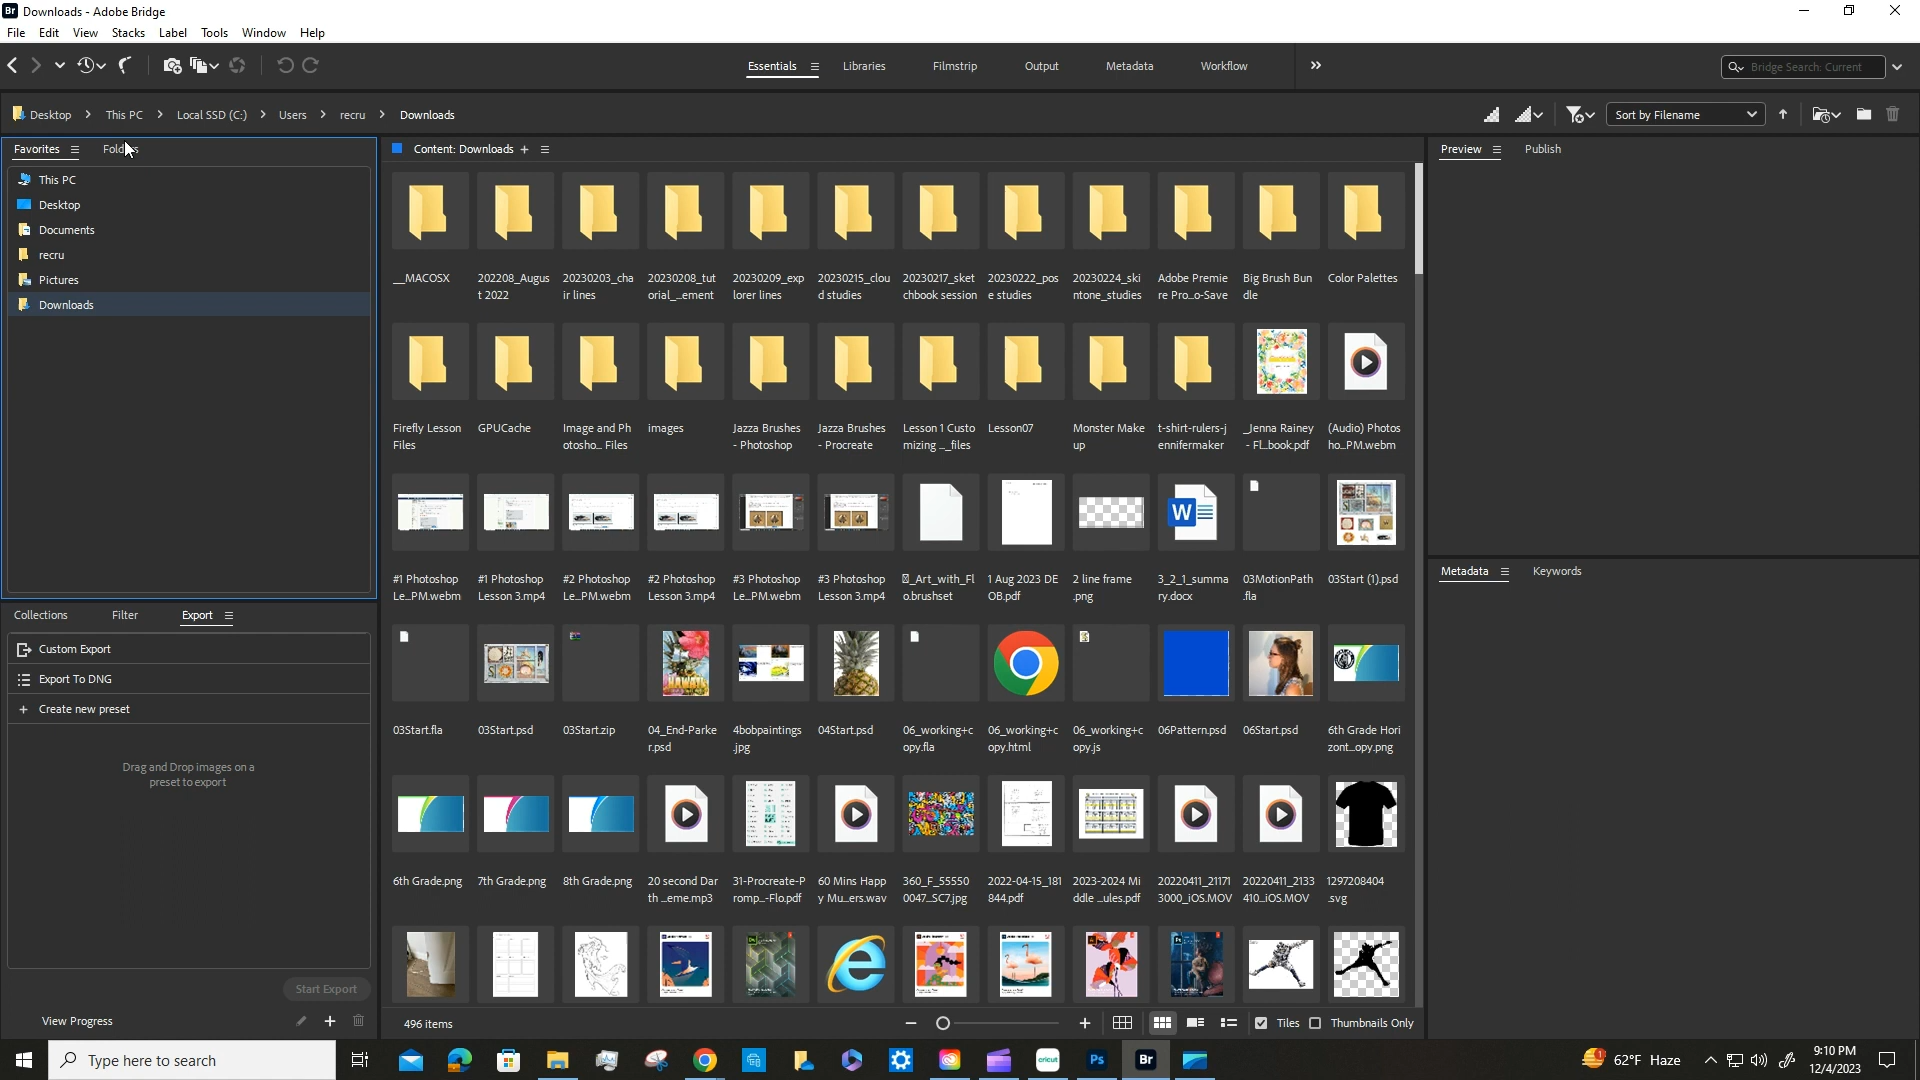 Br Downloads - Adobe Bridge
File Edit View Stacks Label Tools Window Help
Essentials Libraries Filmstrip Output Metadata Workflow
Bridge Search: Current
Desktop This PC Local SSD (C:) Users recru Downloads
Sort by Filename
Favorites
Content: Downloads
Preview Publish
This PC
Desktop
Documents
recru
Pictures
Downloads
__MACOSX 202208_Augus 20230203_cha 20230208_tut 20230209_exp 20230215_clou 20230217_sket 20230222_pos 20230224_ski Adobe Premie Big Brush Bun Color Palettes
t 2022 ir lines orial_...ement lorer lines d studies chbook session e studies ntone_studies re Pro...o-Save dle
Firefly Lesson GPUCache Image and Ph images Jazza Brushes Jazza Brushes Lesson 1 Custo Lesson07 Monster Make t-shirt-rulers-j _Jenna Rainey (Audio) Photos
Files otosho... Files - Photoshop - Procreate mizing ..._files up ennifermaker - Fl...book.pdf ho...PM.webm
#1 Photoshop #1 Photoshop #2 Photoshop #2 Photoshop #3 Photoshop #3 Photoshop _Art_with_Fl 1 Aug 2023 DE 2 line frame 3_2_1_summa 03MotionPath 03Start (1).psd
Le...PM.webm Lesson 3.mp4 Le...PM.webm Lesson 3.mp4 Le...PM.webm Lesson 3.mp4 o.brushset OB.pdf .png ry.docx .fla
03Start.fla 03Start.psd 03Start.zip 04_End-Parke 4bobpaintings 04Start.psd 06_working+c 06_working+c 06_working+c 06Pattern.psd 06Start.psd 6th Grade Hori
r.psd .jpg opy.fla opy.html opy.js zont...opy.png
6th Grade.png 7th Grade.png 8th Grade.png 20 second Dar 31-Procreate-P 60 Mins Happ 360_F_55550 2022-04-15_181 2023-2024 Mi 20220411_21171 20220411_2133 1297208404
th ...eme.mp3 romp...-Flo.pdf y Mu...ers.wav 0047...SC7.jpg 844.pdf ddle ...ules.pdf 3000_iOS.MOV 410...iOS.MOV .svg
Collections Filter Export
Custom Export
Export To DNG
Create new preset
Drag and Drop images on a
preset to export
Start Export
View Progress
Metadata Keywords
496 items
Tiles Thumbnails Only
Type here to search
cricut
Ps
Br
62°F Haze
9:10 PM
12/4/2023